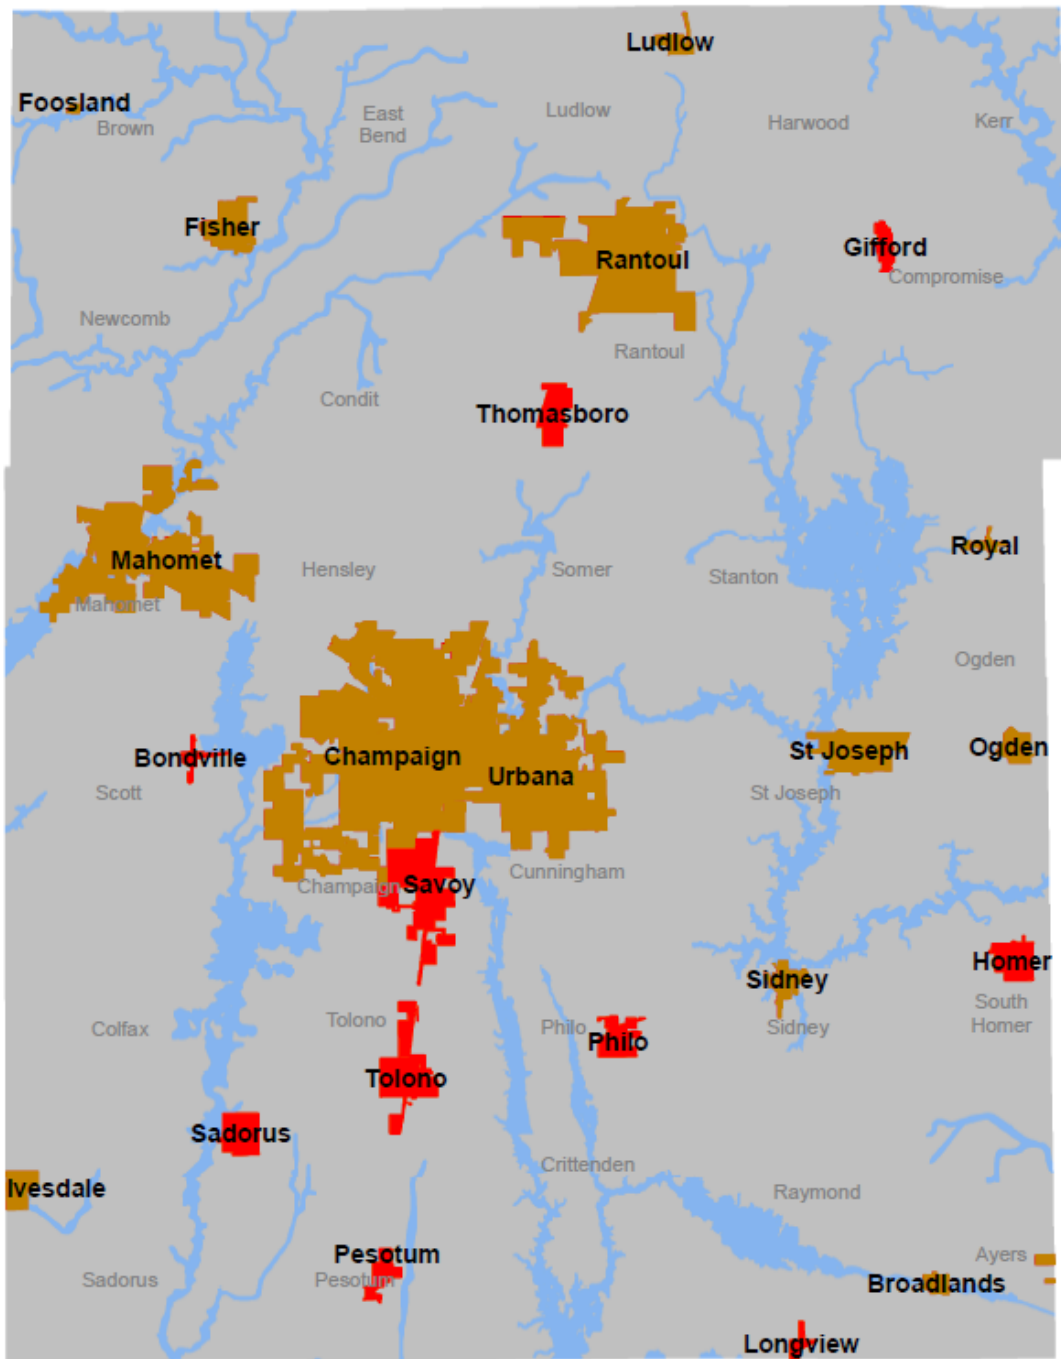 Ludlow
Foosland
Brown
East
Bend
Ludlow
Harwood
Kerr
Fisher
Rantoul
Gifford
Compromise
Newcomb
Rantoul
Condit
Thomasboro
Mahomet
Mahomet
Hensley
Somer
Stanton
Royal
Ogden
Bondville
Champaign
Urbana
St Joseph
Ogden
Scott
St Joseph
Champaign
Savoy
Cunningham
Homer
Sidney
South
Homer
Colfax
Tolono
Philo
Philo
Sidney
Tolono
Sadorus
Ivesdale
Crittenden
Raymond
Pesotum
Sadorus
Pesotum
Ayers
Broadlands
Longview